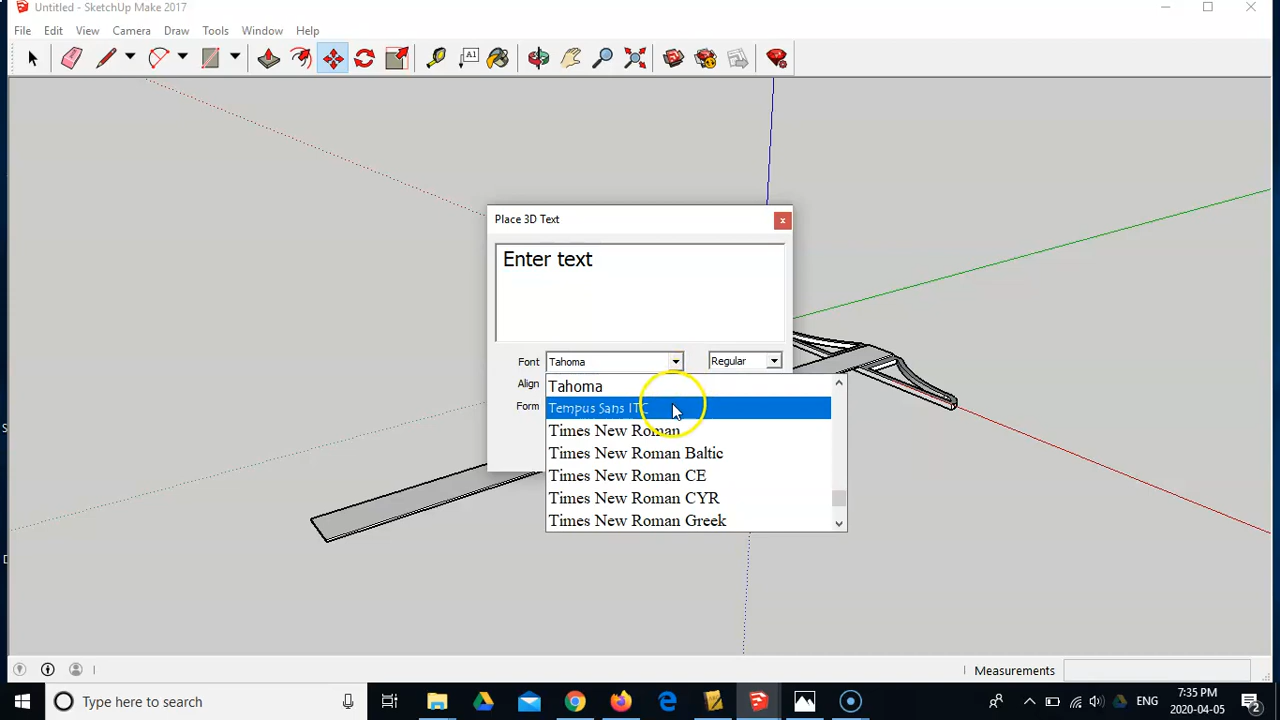 Untitled - SketchUp Make 2017
File Edit View Camera Draw Tools Window Help
A1
Place 3D Text
Enter text
Font Tahoma Regular
Align
Form
Tahoma
Tempus Sans ITC
Times New Roman
Times New Roman Baltic
Times New Roman CE
Times New Roman CYR
Times New Roman Greek
Measurements
Type here to search
ENG
7:35 PM
2020-04-05
2